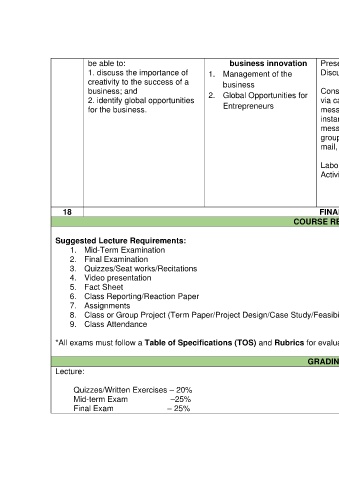 be able to:
1. discuss the importance of
creativity to the success of a
business; and
2. identify global opportunities
for the business.
business innovation
1. Management of the
business
2. Global Opportunities for
Entrepreneurs
Discu
via ca
mess
instan
mess
group
mail,
Labo
Activi
18
COURSE RE
Suggested Lecture Requirements:
1. Mid-Term Examination
2. Final Examination
3. Quizzes/Seat works/Recitations
4. Video presentation
5. Fact Sheet
6. Class Reporting/Reaction Paper
7. Assignments
8. Class or Group Project (Term Paper/Project Design/Case Study/Feasibi
9. Class Attendance
*All exams must follow a Table of Specifications (TOS) and Rubrics for evalua
GRADIN
Lecture:
Quizzes/Written Exercises – 20%
Mid-term Exam –25%
Final Exam – 25%